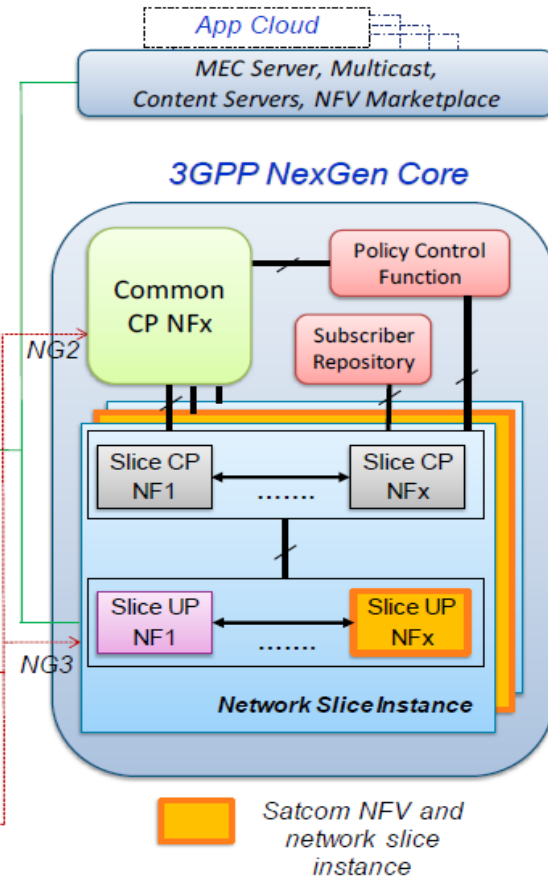 App Cloud
MEC Server, Multicast,
Content Servers, NFV Marketplace
3GPP NexGen Core
Common
CP NFx
Policy Control
Function
Subscriber
Repository
NG2
Slice CP
NF1
.......
Slice CP
NFx
Slice UP
NF1
.......
Slice UP
NFx
NG3
Network SliceInstance
Satcom NFV and
network slice
instance